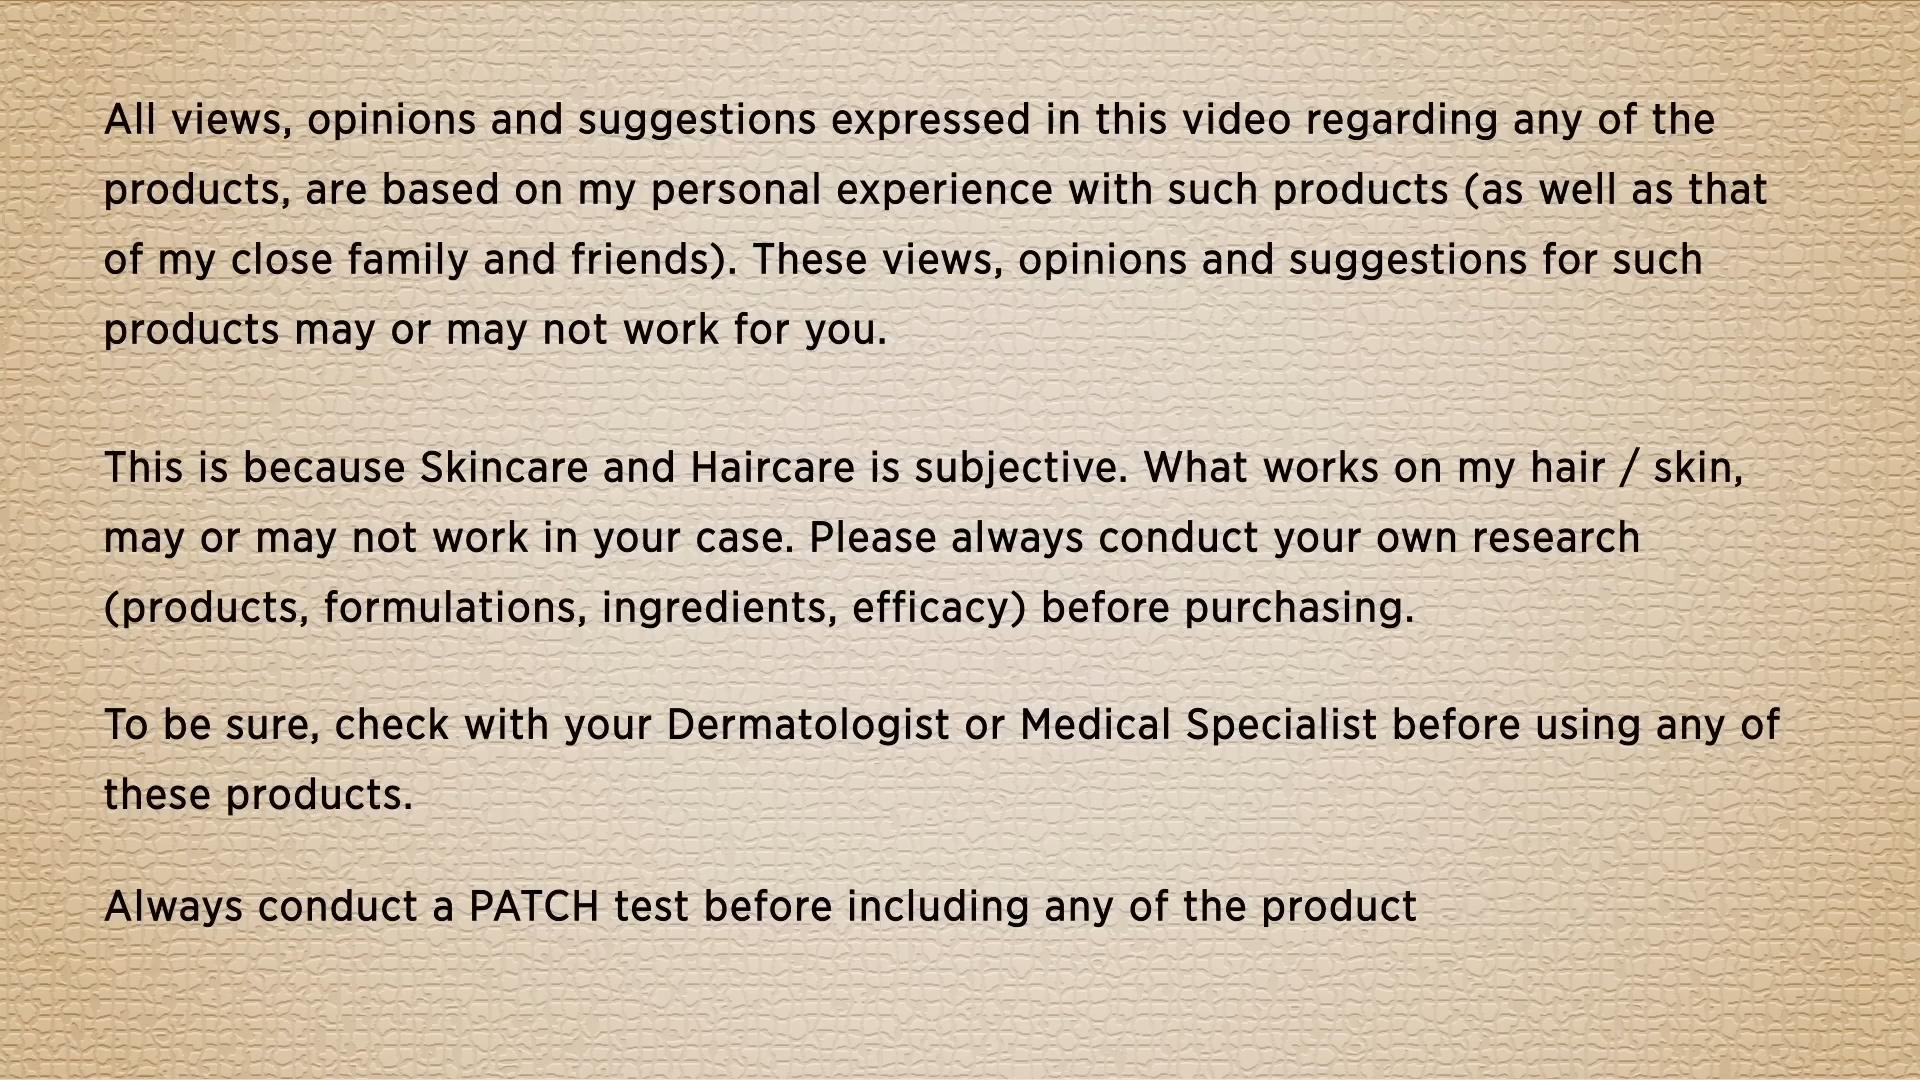 All views, opinions and suggestions expressed in this video regarding any of the
products, are based on my personal experience with such products (as well as that
of my close family and friends). These views, opinions and suggestions for such
products may or may not work for you.
This is because Skincare and Haircare is subjective. What works on my hair / skin,
may or may not work in your case. Please always conduct your own research
(products, formulations, ingredients, efficacy) before purchasing.
To be sure, check with your Dermatologist or Medical Specialist before using any of
these products.
Always conduct a PATCH test before including any of the product